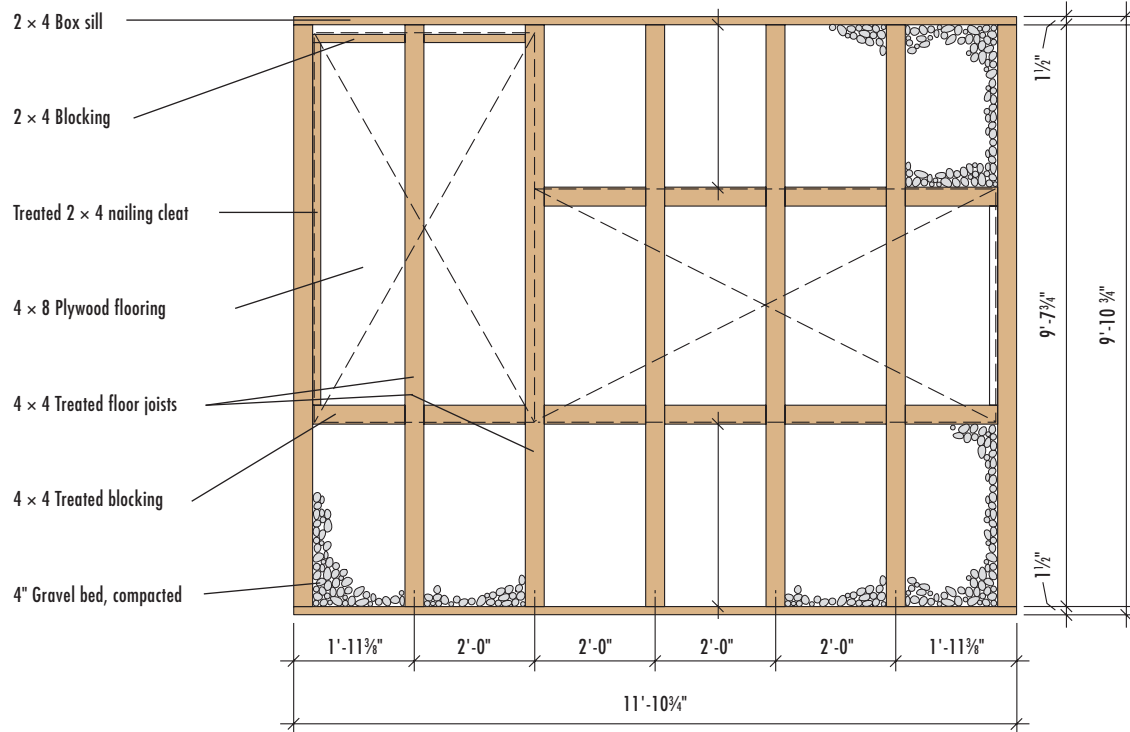 2 × 4 Box sill
2 × 4 Blocking
Treated 2 × 4 nailing cleat
4 × 8 Plywood flooring
4 × 4 Treated floor joists
4 × 4 Treated blocking
4" Gravel bed, compacted
1½"
9'-7¾"
9'-10 ¾"
1½"
1'-11⅜" 2'-0" 2'-0" 2'-0" 2'-0" 1'-11⅜"
11'-10¾"